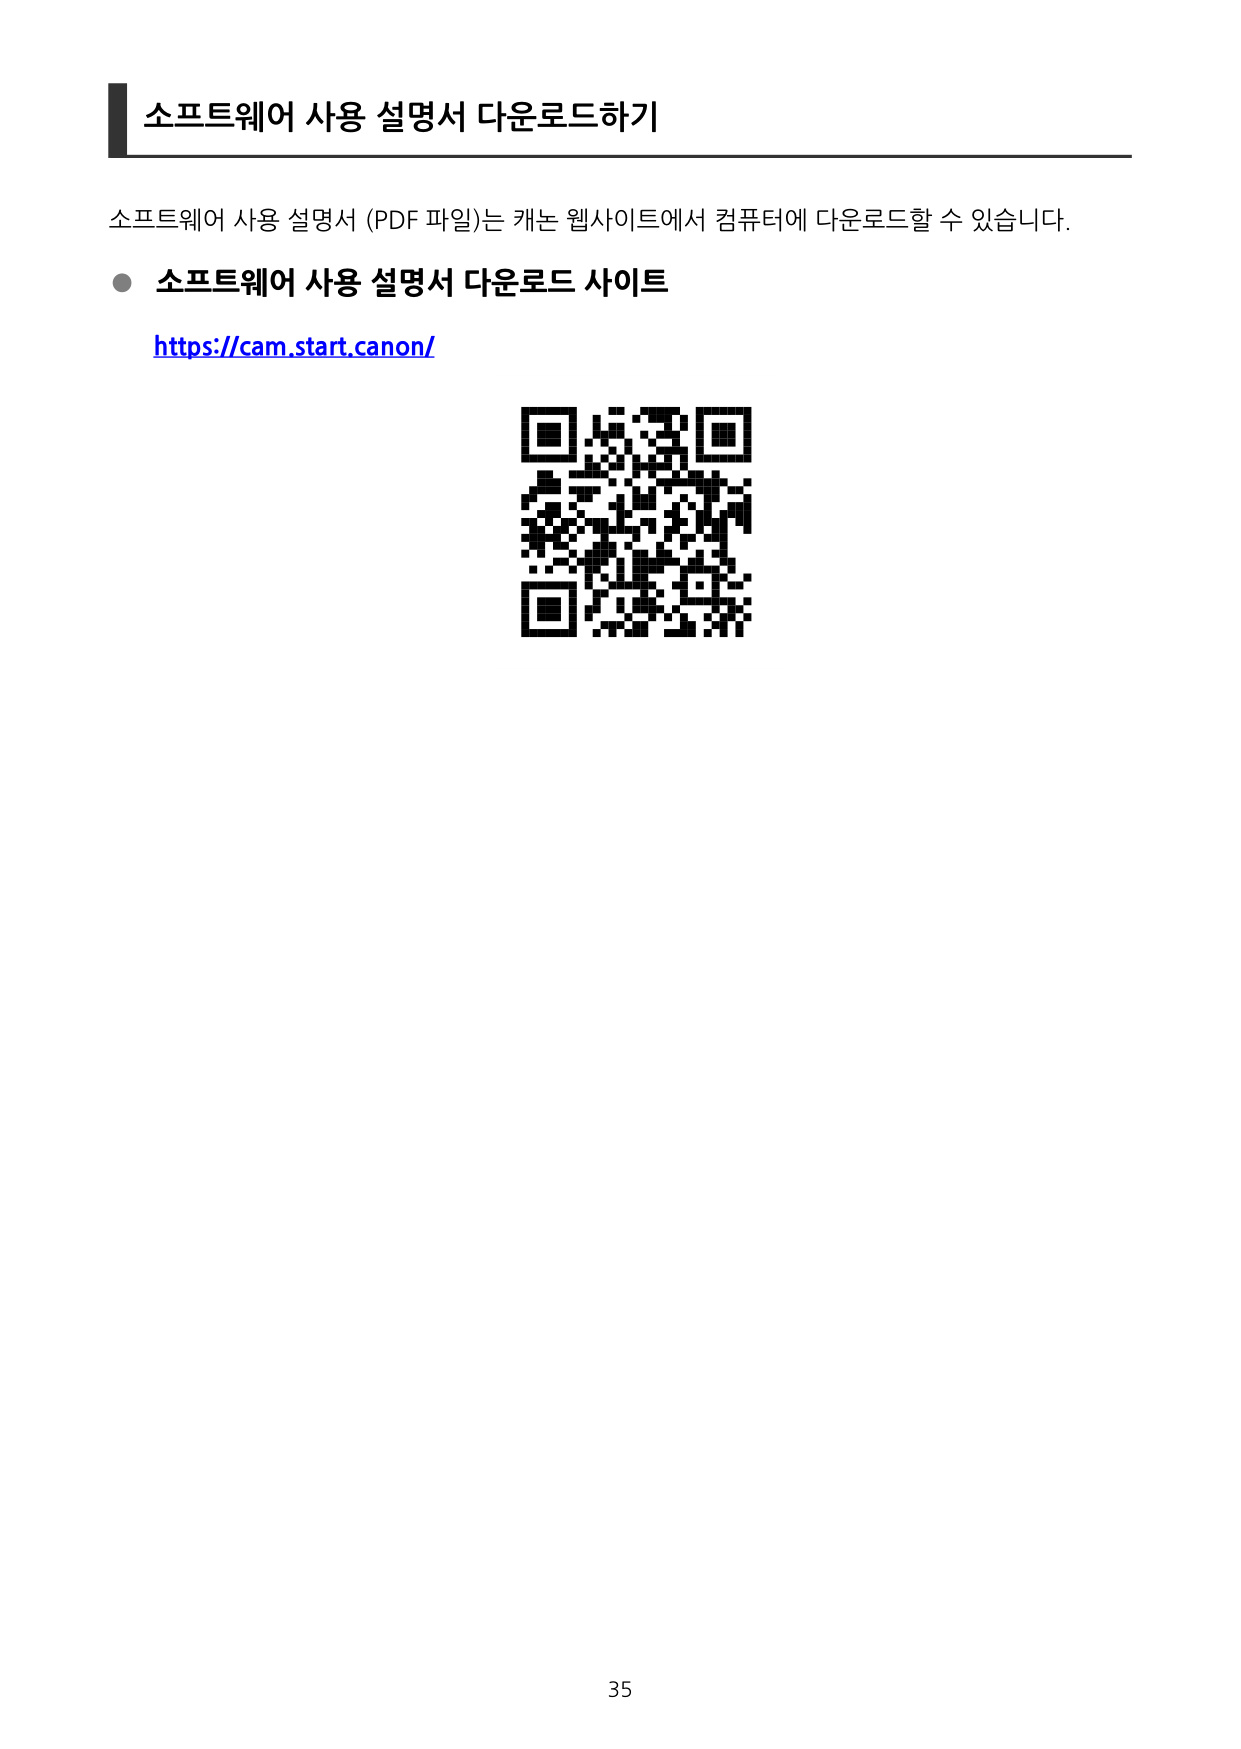 소프트웨어 사용 설명서 다운로드하기
소프트웨어 사용 설명서 (PDF 파일)는 캐논 웹사이트에서 컴퓨터에 다운로드할 수 있습니다.
● 소프트웨어 사용 설명서 다운로드 사이트
https://cam.start.canon/
35